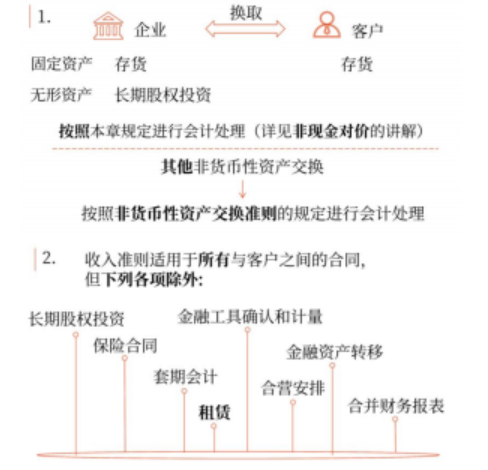 1.
企业 换取 客户
固定资产 存货 存货
无形资产 长期股权投资
按照本章规定进行会计处理（详见非现金对价的讲解）
其他非货币性资产交换
按照非货币性资产交换准则的规定进行会计处理
2. 收入准则适用于所有与客户之间的合同，
但下列各项除外：
长期股权投资 金融工具确认和计量
保险合同 金融资产转移
套期会计 合营安排
租赁 合并财务报表